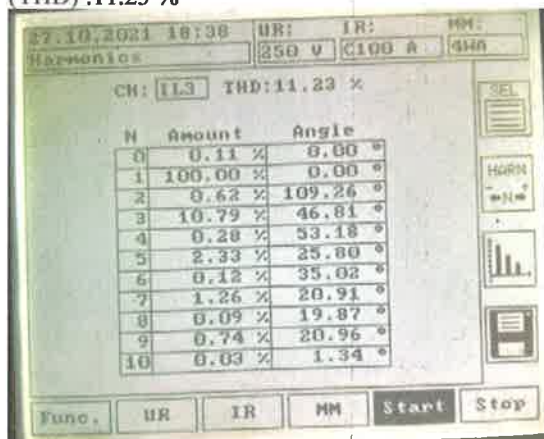 (THD) :11.23 %
27.10.2021 18:38 UR: IR: MM:
Harmonics 250 V C100 A 4WA
CH: IL3 THD:11.23 %
SEL
N Amount Angle
0 0.11 % 0.00 °
1 100.00 % 0.00 °
2 0.62 % 109.26 °
3 10.79 % 46.81 °
4 0.28 % 53.18 °
5 2.33 % 25.80 °
6 0.12 % 35.02 °
7 1.26 % 20.91 °
8 0.09 % 19.87 °
9 0.74 % 20.96 °
10 0.03 % 1.34 °
HARM
N
Func. UR IR MM Start Stop